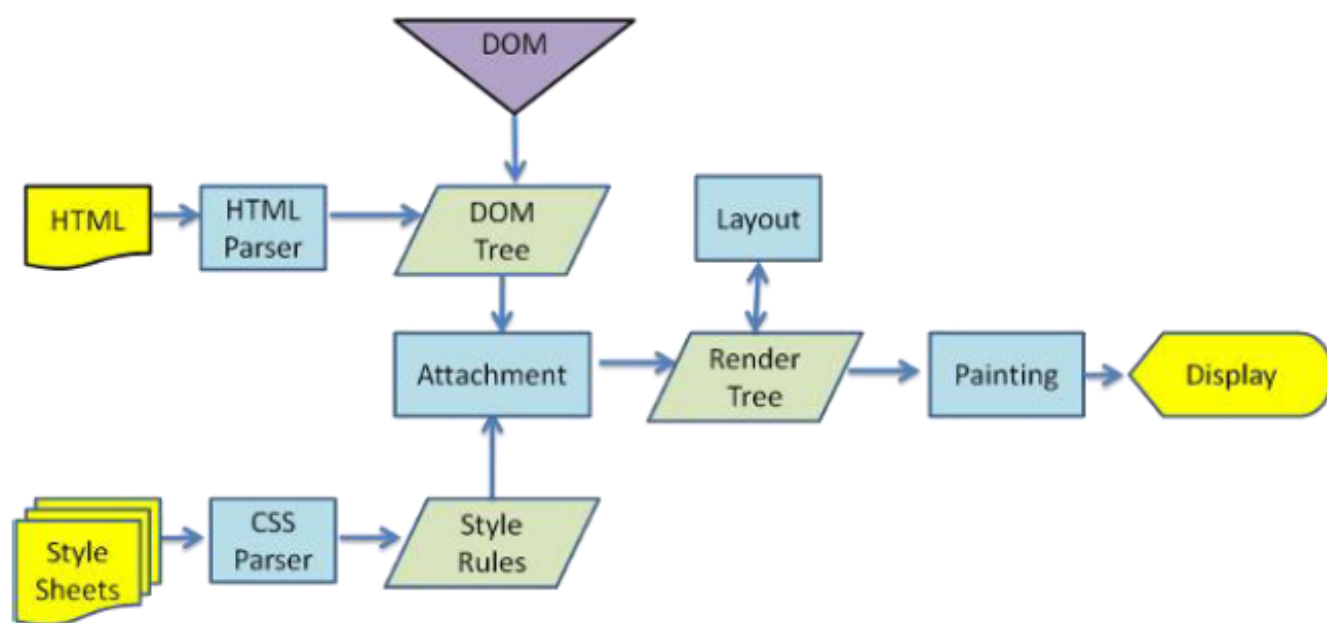 DOM
HTML
HTML
Parser
DOM
Tree
Layout
Attachment
Render
Tree
Painting
Display
Style
Sheets
CSS
Parser
Style
Rules